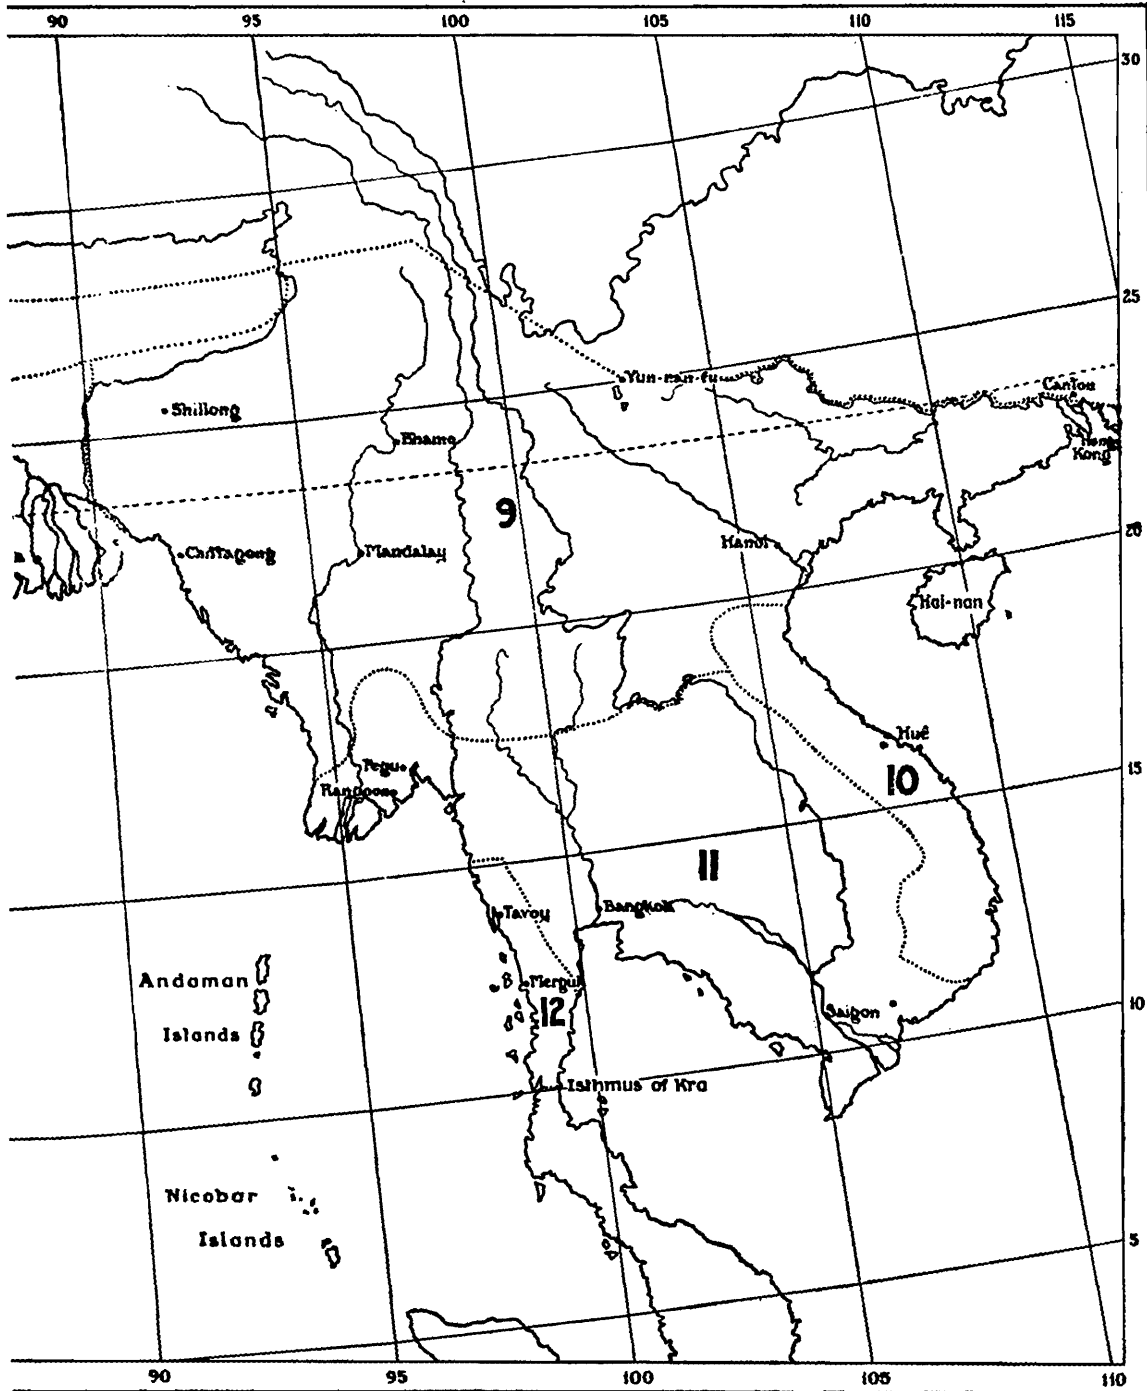 90 95 100 105 110 115
30
25
Yun-nan-fu
Canton
Shillong
Bhamo
Hong
Kong
9
20
Hanoi
Chittagong
Mandalay
Hai-nan
Huê
Pegu
15
10
Rangoon
11
Tavoy
Bangkok
Andaman
Mergui
10
12
Saigon
Islands
Isthmus of Kra
Nicobar
5
Islands
90 95 100 105 110